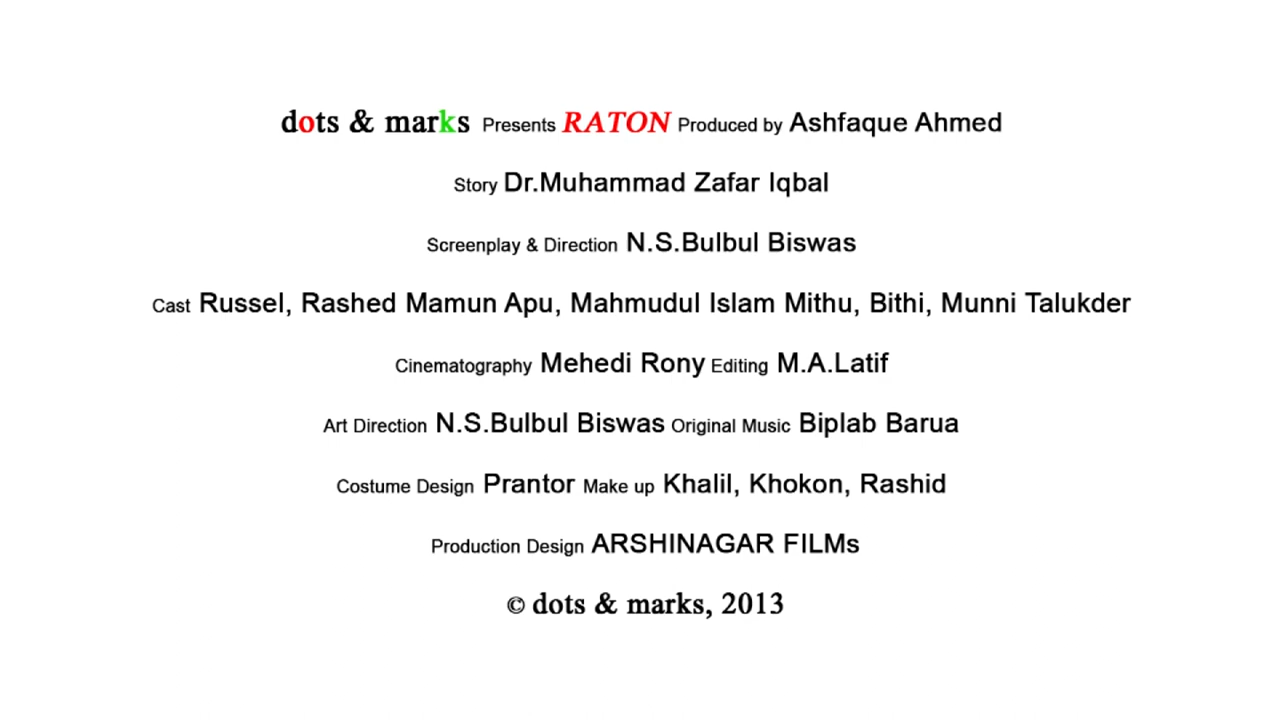 dots & marks Presents RATON Produced by Ashfaque Ahmed
Story Dr.Muhammad Zafar Iqbal
Screenplay & Direction N.S.Bulbul Biswas
Cast Russel, Rashed Mamun Apu, Mahmudul Islam Mithu, Bithi, Munni Talukder
Cinematography Mehedi Rony Editing M.A.Latif
Art Direction N.S.Bulbul Biswas Original Music Biplab Barua
Costume Design Prantor Make up Khalil, Khokon, Rashid
Production Design ARSHINAGAR FILMs
© dots & marks, 2013